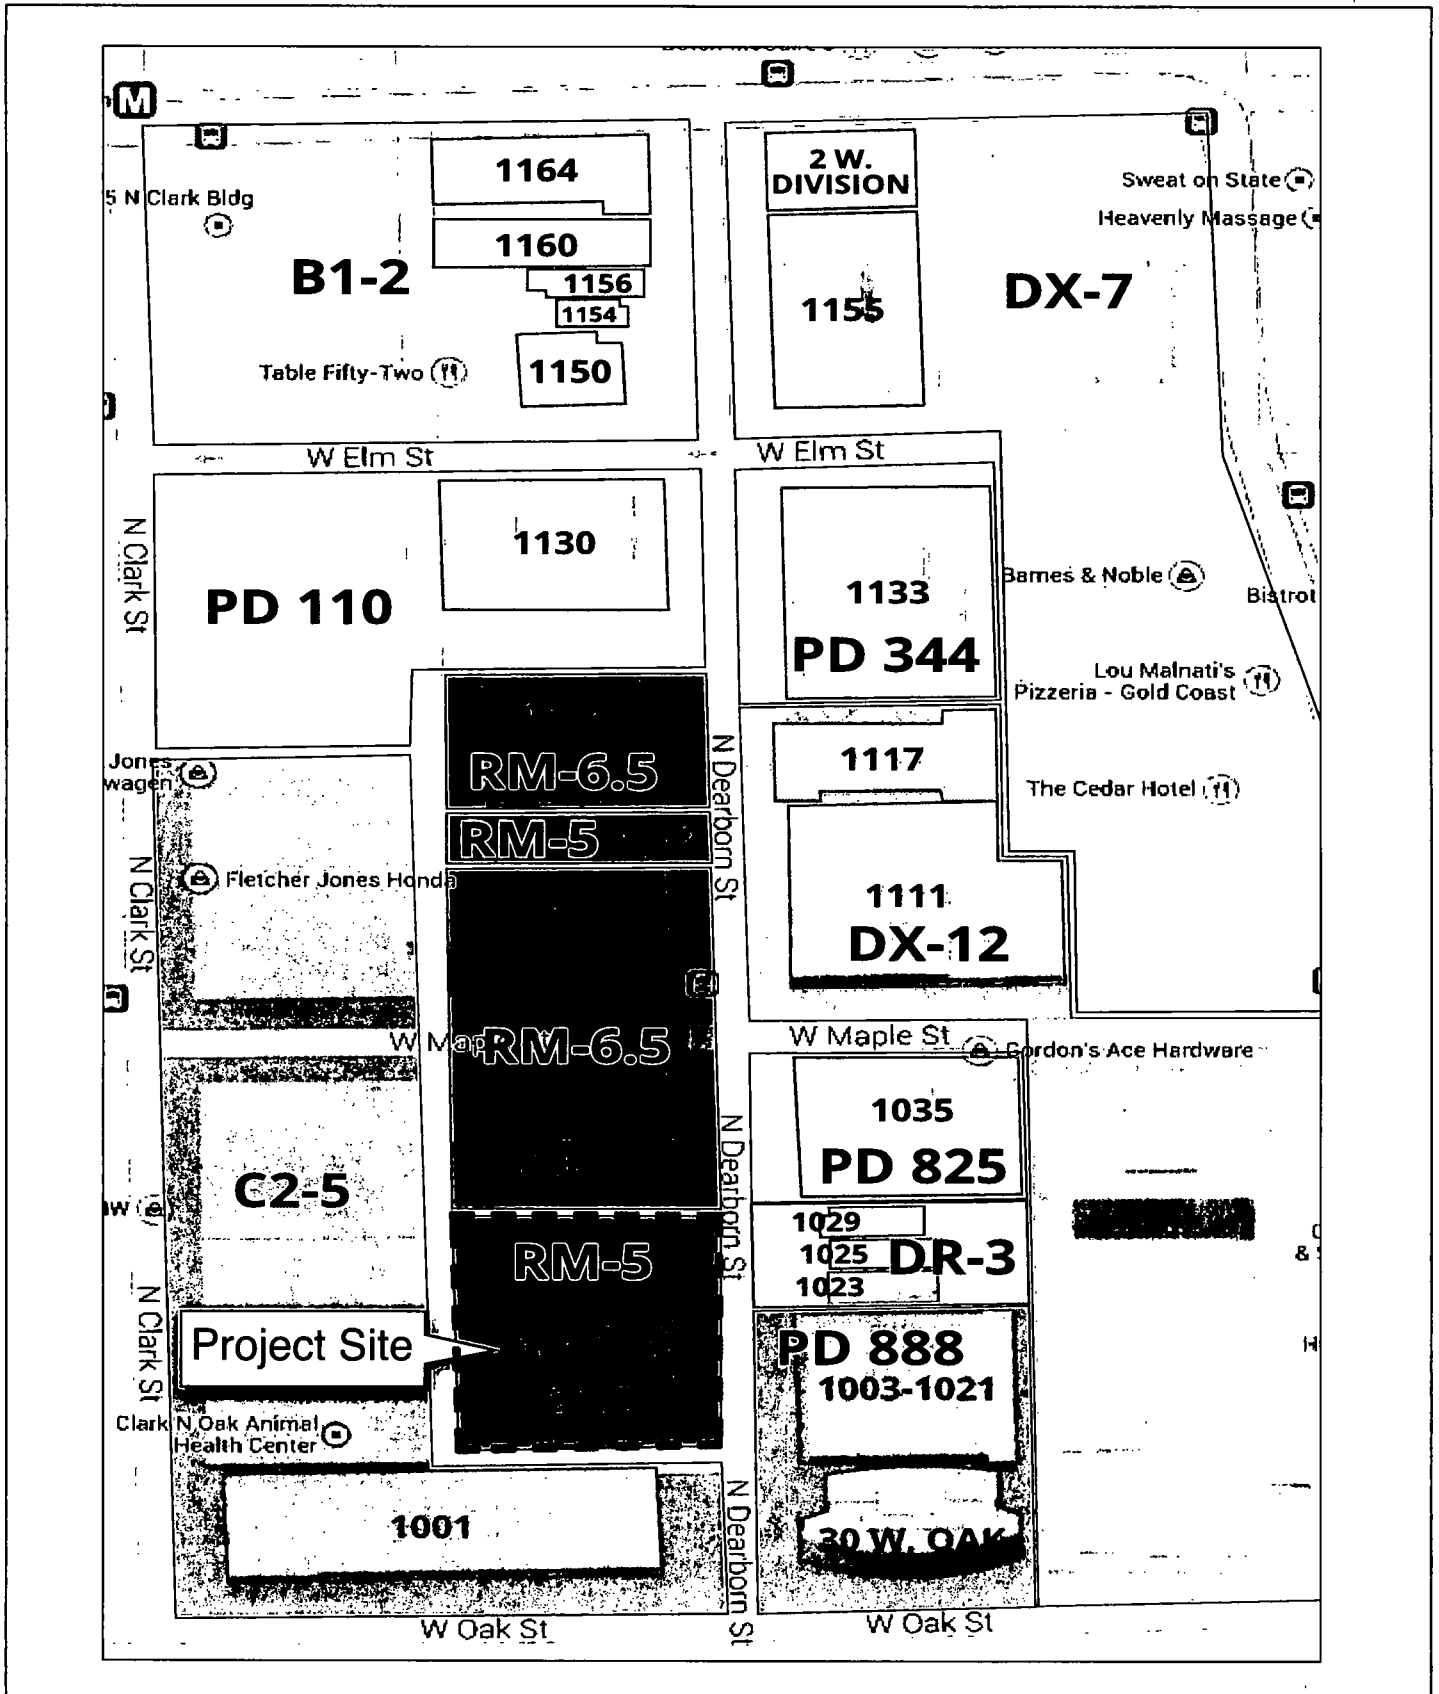 M
2 W.
DIVISION
1164
5 N Clark Bldg
Sweat on State
Heavenly Massage
1160
B1-2
1156
DX-7
1154
1155
Table Fifty-Two
1150
W Elm St
W Elm St
N Clark St
1130
Barnes & Noble
1133
Bistrot
PD 110
PD 344
Lou Malnati's
Pizzeria - Gold Coast
Jones
wagen
RM-6.5
N Dearborn St
1117
The Cedar Hotel
RM-5
N Clark St
Fletcher Jones Honda
1111
DX-12
W Maple St
RM-6.5
Gordon's Ace Hardware
1035
PD 825
N Dearborn St
C2-5
1029
RM-5
1025
DR-3
1023
& S
N Clark St
Project Site
PD 888
1003-1021
Clark N Oak Animal
Health Center
N Dearborn St
1001
30 W. OAK
W Oak St
W Oak St